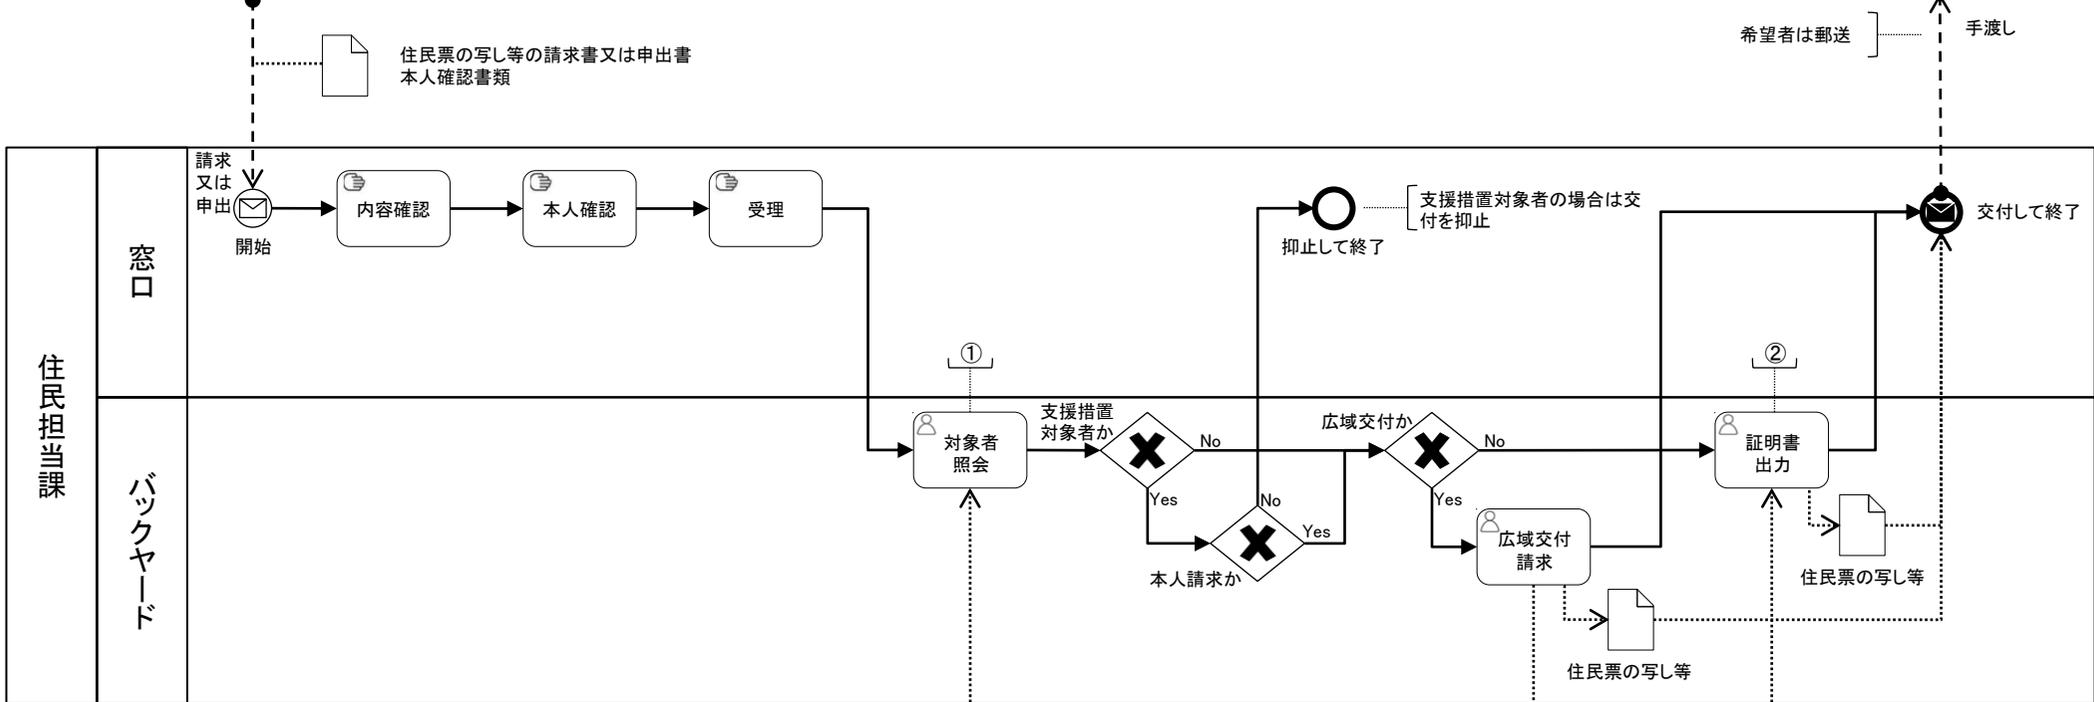 住民票の写し等の請求書又は申出書
本人確認書類
希望者は郵送
手渡し
住民担当課
窓口
請求
又は
申出
開始
内容確認
本人確認
受理
抑止して終了
支援措置対象者の場合は交
付を抑止
交付して終了
①
②
バックヤード
対象者
照会
支援措置
対象者か
No
Yes
本人請求か
No
Yes
広域交付か
No
Yes
広域交付
請求
証明書
出力
住民票の写し等
住民票の写し等